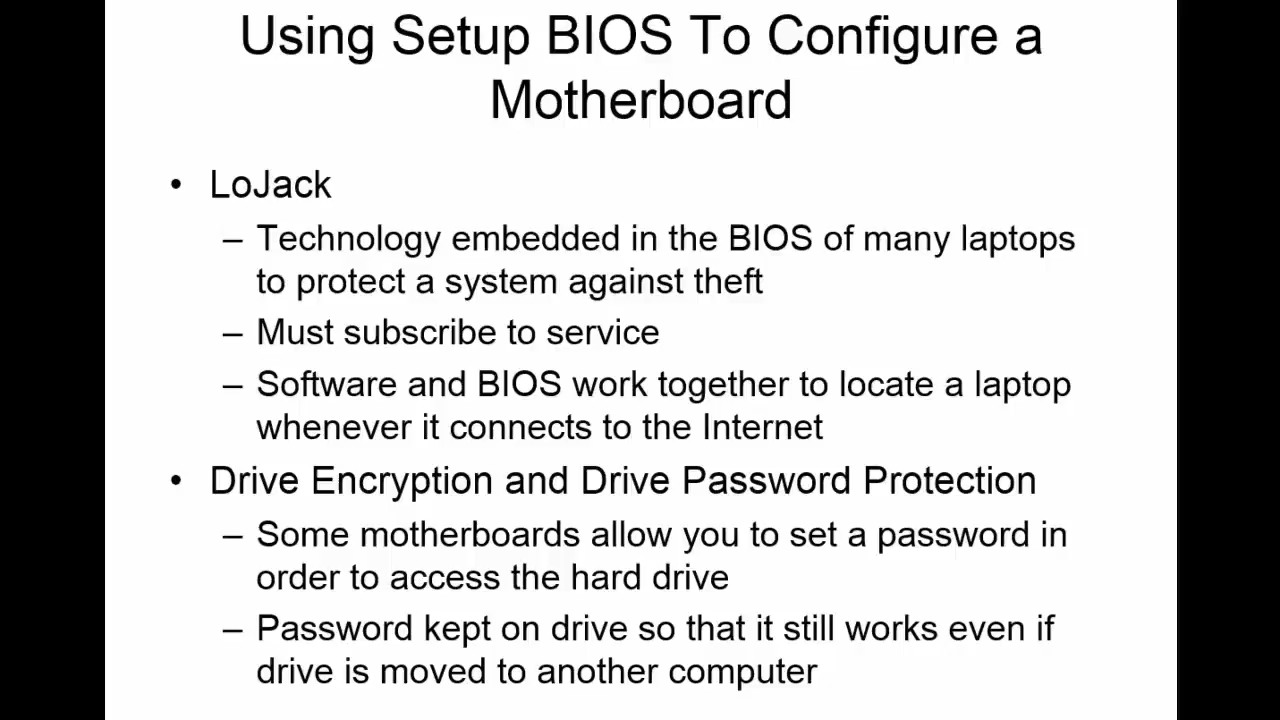 Using Setup BIOS To Configure a
Motherboard
• LoJack
– Technology embedded in the BIOS of many laptops
to protect a system against theft
– Must subscribe to service
– Software and BIOS work together to locate a laptop
whenever it connects to the Internet
• Drive Encryption and Drive Password Protection
– Some motherboards allow you to set a password in
order to access the hard drive
– Password kept on drive so that it still works even if
drive is moved to another computer